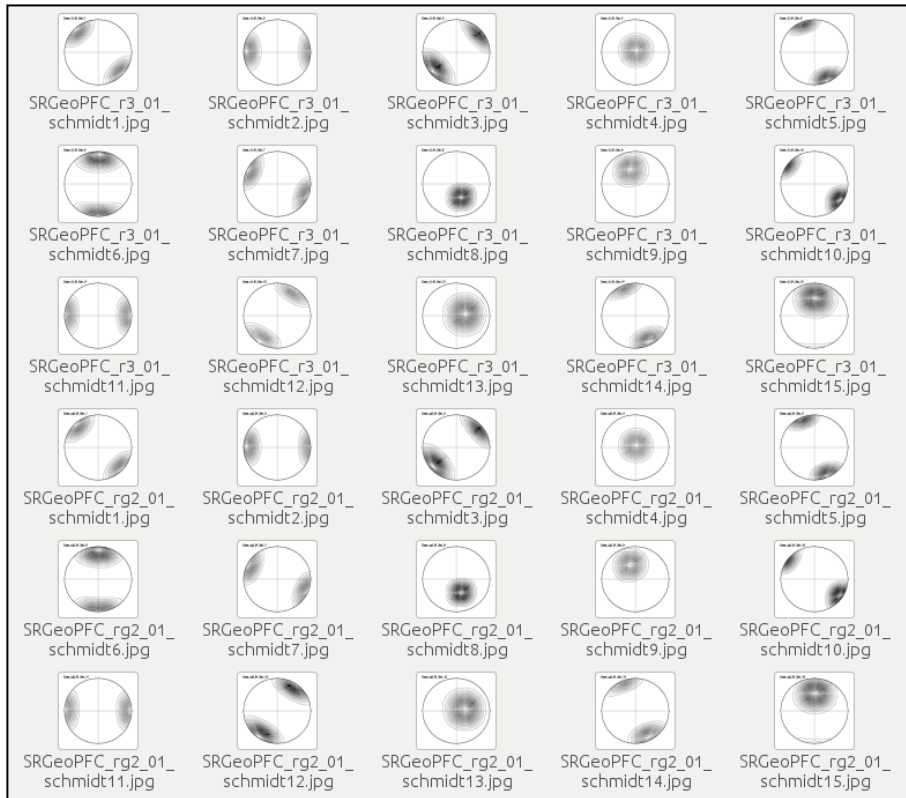 SRGeoPFC_r3_01_
schmidt1.jpg
SRGeoPFC_r3_01_
schmidt2.jpg
SRGeoPFC_r3_01_
schmidt3.jpg
SRGeoPFC_r3_01_
schmidt4.jpg
SRGeoPFC_r3_01_
schmidt5.jpg
SRGeoPFC_r3_01_
schmidt6.jpg
SRGeoPFC_r3_01_
schmidt7.jpg
SRGeoPFC_r3_01_
schmidt8.jpg
SRGeoPFC_r3_01_
schmidt9.jpg
SRGeoPFC_r3_01_
schmidt10.jpg
SRGeoPFC_r3_01_
schmidt11.jpg
SRGeoPFC_r3_01_
schmidt12.jpg
SRGeoPFC_r3_01_
schmidt13.jpg
SRGeoPFC_r3_01_
schmidt14.jpg
SRGeoPFC_r3_01_
schmidt15.jpg
SRGeoPFC_rg2_01_
schmidt1.jpg
SRGeoPFC_rg2_01_
schmidt2.jpg
SRGeoPFC_rg2_01_
schmidt3.jpg
SRGeoPFC_rg2_01_
schmidt4.jpg
SRGeoPFC_rg2_01_
schmidt5.jpg
SRGeoPFC_rg2_01_
schmidt6.jpg
SRGeoPFC_rg2_01_
schmidt7.jpg
SRGeoPFC_rg2_01_
schmidt8.jpg
SRGeoPFC_rg2_01_
schmidt9.jpg
SRGeoPFC_rg2_01_
schmidt10.jpg
SRGeoPFC_rg2_01_
schmidt11.jpg
SRGeoPFC_rg2_01_
schmidt12.jpg
SRGeoPFC_rg2_01_
schmidt13.jpg
SRGeoPFC_rg2_01_
schmidt14.jpg
SRGeoPFC_rg2_01_
schmidt15.jpg